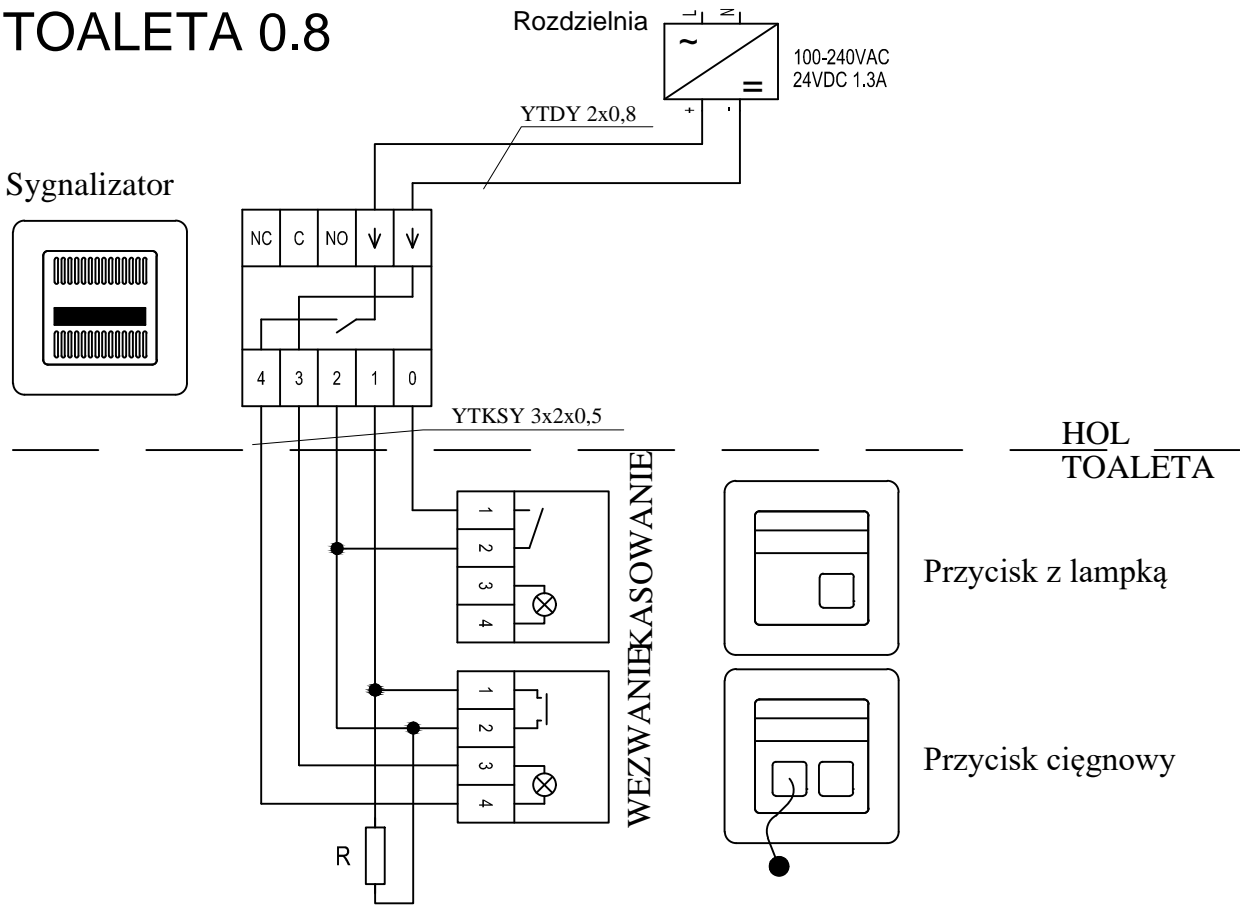 TOALETA 0.8
Rozdzielnia
L N
~
=
100-240VAC
24VDC 1.3A
+ -
YTDY 2x0,8
Sygnalizator
NC C NO
4 3 2 1 0
YTKSY 3x2x0,5
HOL
TOALETA
KASOWANIE
1
2
3
4
Przycisk z lampką
WEZWANIE
1
2
3
4
Przycisk cięgnowy
R